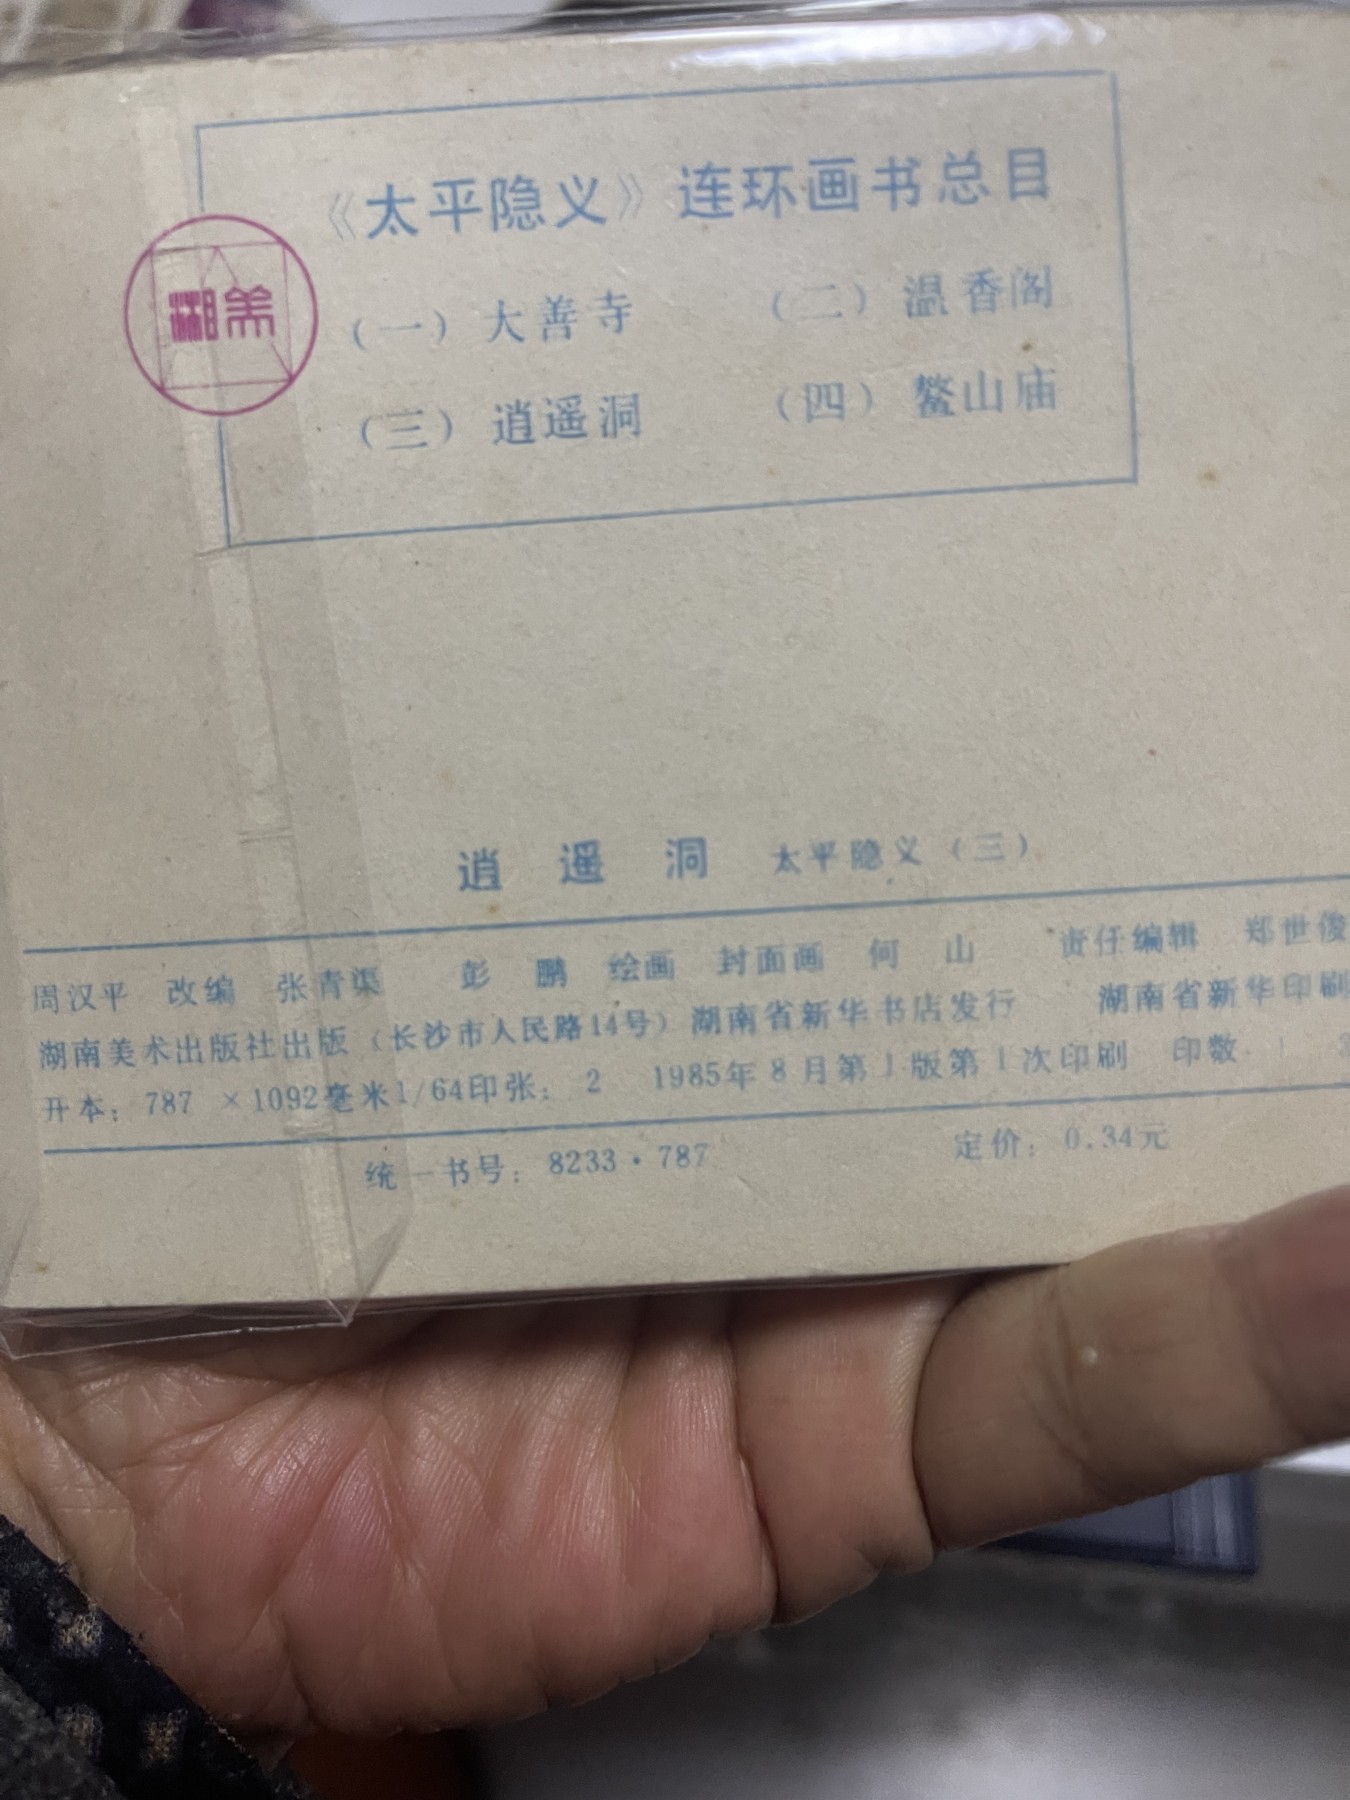 《太平隐义》连环画书总目
湘美
（一）大善寺 （二）温香阁
（三）逍遥洞 （四）鳌山庙
逍遥洞 太平隐义（三）
周汉平 改编 张青渠 彭鹏 绘画 封面画 何山 责任编辑 郑世俊
湖南美术出版社出版（长沙市人民路14号）湖南省新华书店发行 湖南省新华印刷
开本：787 ×1092毫米1/64印张：2 1985年8月第1版第1次印刷 印数
统一书号：8233·787 定价：0.34元